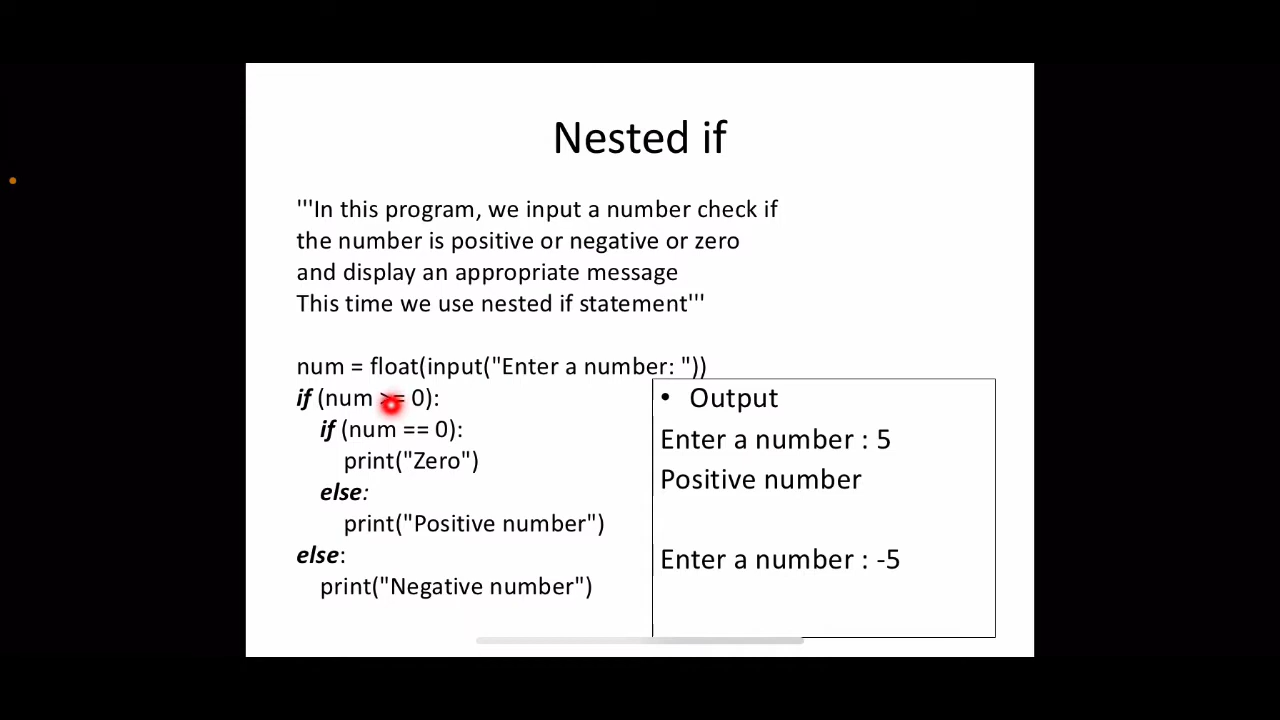 Nested if
'''In this program, we input a number check if
the number is positive or negative or zero
and display an appropriate message
This time we use nested if statement'''
num = float(input("Enter a number: "))
if (num >= 0):
if (num == 0):
print("Zero")
else:
print("Positive number")
else:
print("Negative number")
• Output
Enter a number : 5
Positive number
Enter a number : -5